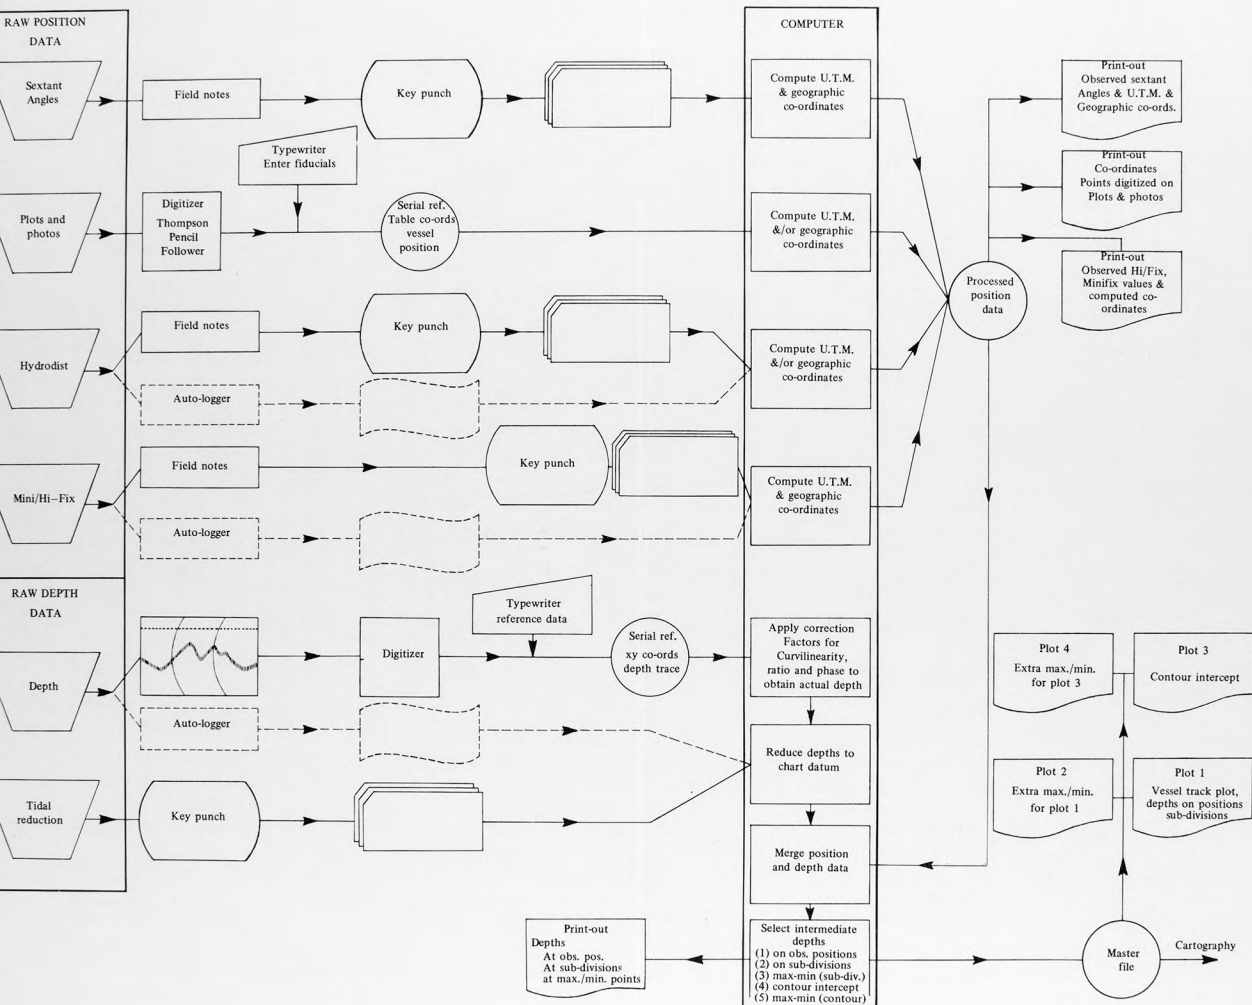 RAW POSITION
DATA
COMPUTER
Sextant
Angles
Field notes
Key punch
Compute U.T.M.
& geographic
co-ordinates
Print-out
Observed sextant
Angles & U.T.M. &
Geographic co-ords.
Typewriter
Enter fiducials
Plots and
photos
Digitizer
Thompson
Pencil
Follower
Serial ref.
Table co-ords
vessel
position
Compute U.T.M.
&/or geographic
co-ordinates
Print-out
Co-ordinates
Points digitized on
Plots & photos
Processed
position
data
Print-out
Observed Hi/Fix,
Minifix values &
computed co-
ordinates
Hydrodist
Field notes
Key punch
Auto-logger
Compute U.T.M.
&/or geographic
co-ordinates
Mini/Hi–Fix
Field notes
Key punch
Auto-logger
Compute U.T.M.
& geographic
co-ordinates
RAW DEPTH
DATA
Depth
Digitizer
Typewriter
reference data
Serial ref.
xy co-ords
depth trace
Apply correction
Factors for
Curvilinearity,
ratio and phase to
obtain actual depth
Auto-logger
Reduce depths to
chart datum
Tidal
reduction
Key punch
Merge position
and depth data
Plot 4
Extra max./min.
for plot 3
Plot 3
Contour intercept
Plot 2
Extra max./min.
for plot 1
Plot 1
Vessel track plot,
depths on positions
sub-divisions
Print-out
Depths
At obs. pos.
At sub-divisions
at max./min. points
Select intermediate
depths
(1) on obs. positions
(2) on sub-divisions
(3) max-min (sub-div.)
(4) contour intercept
(5) max-min (contour)
Master
file
Cartography